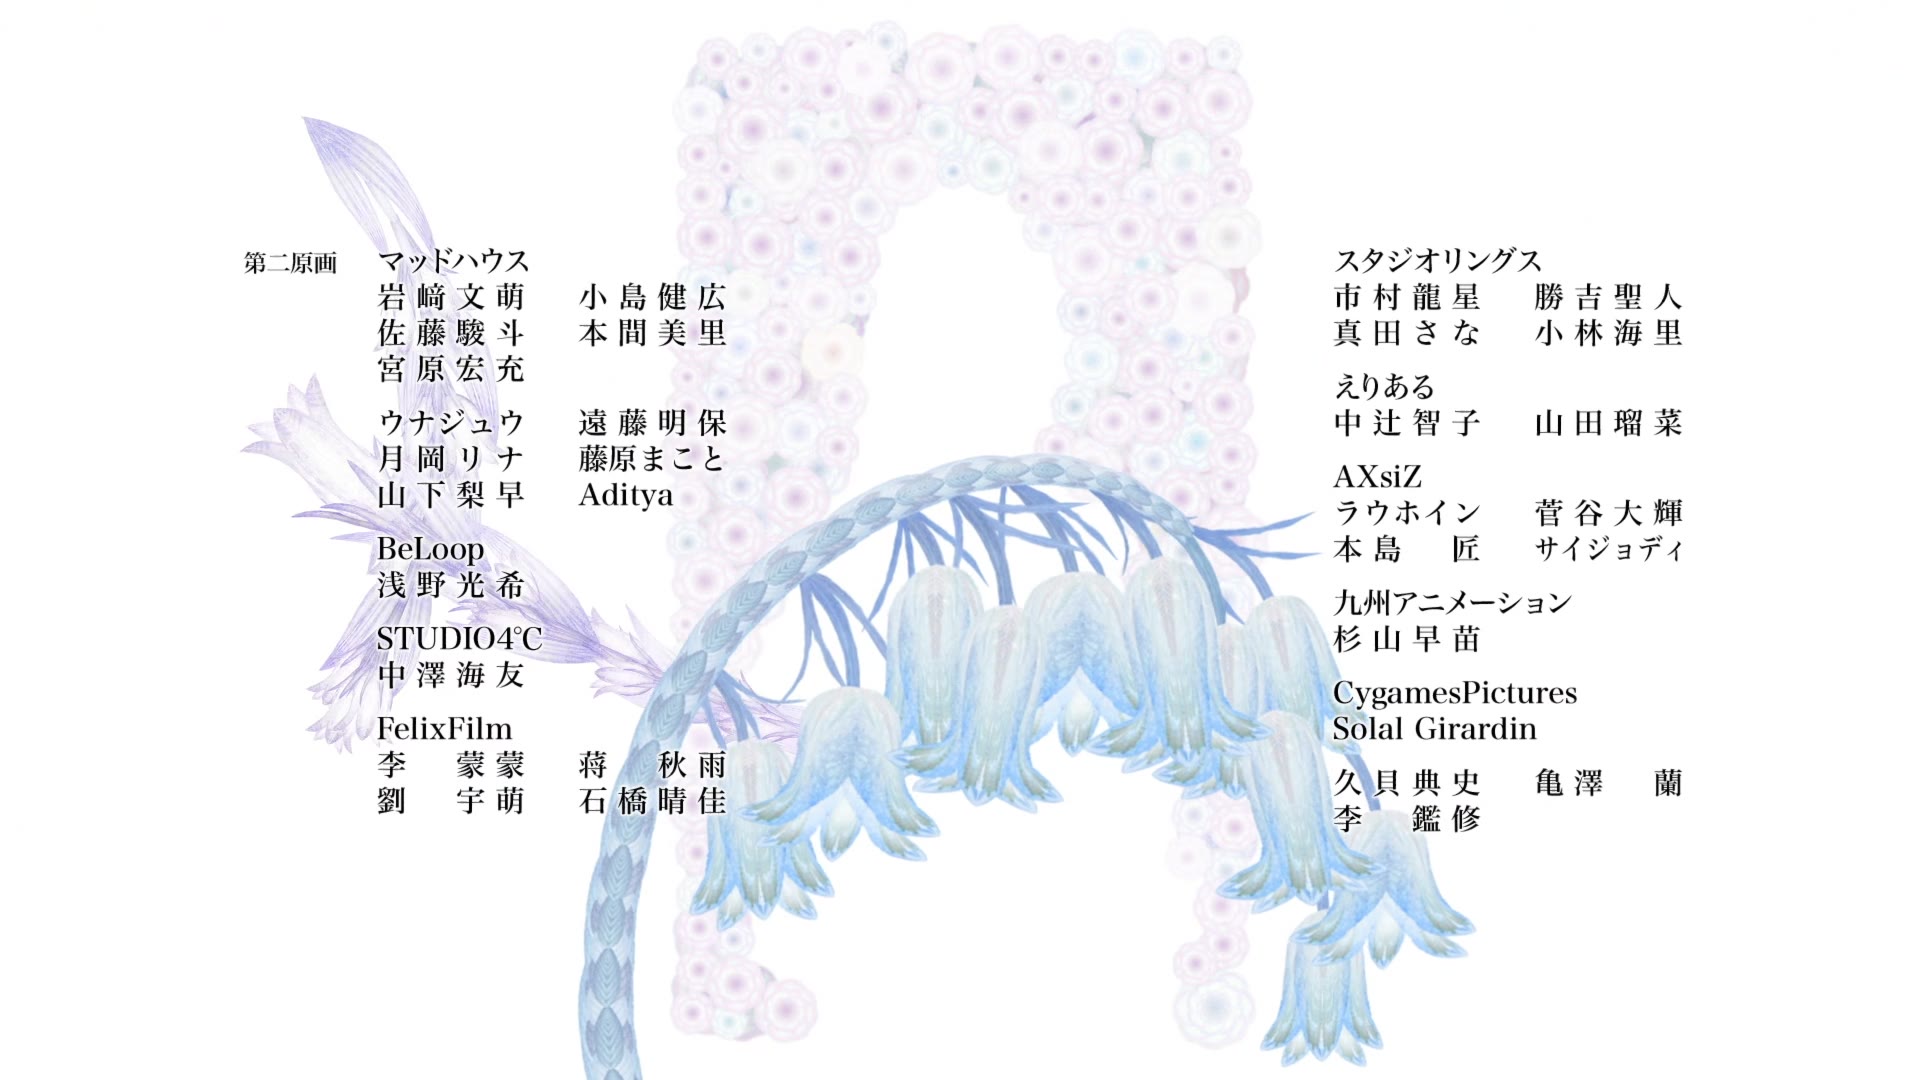 第二原画 マッドハウス
岩﨑文萌 小島健広
佐藤駿斗 本間美里
宮原宏充
ウナジュウ 遠藤明保
月岡リナ 藤原まこと
山下梨早 Aditya
BeLoop
浅野光希
STUDIO4℃
中澤海友
FelixFilm
李 蒙蒙 蒋 秋雨
劉 宇萌 石橋晴佳
スタジオリングス
市村龍星 勝吉聖人
真田さな 小林海里
えりある
中辻智子 山田瑠菜
AXsiZ
ラウホイン 菅谷大輝
本島 匠 サイジョディ
九州アニメーション
杉山早苗
CygamesPictures
Solal Girardin
久貝典史 亀澤 蘭
李 鑑修